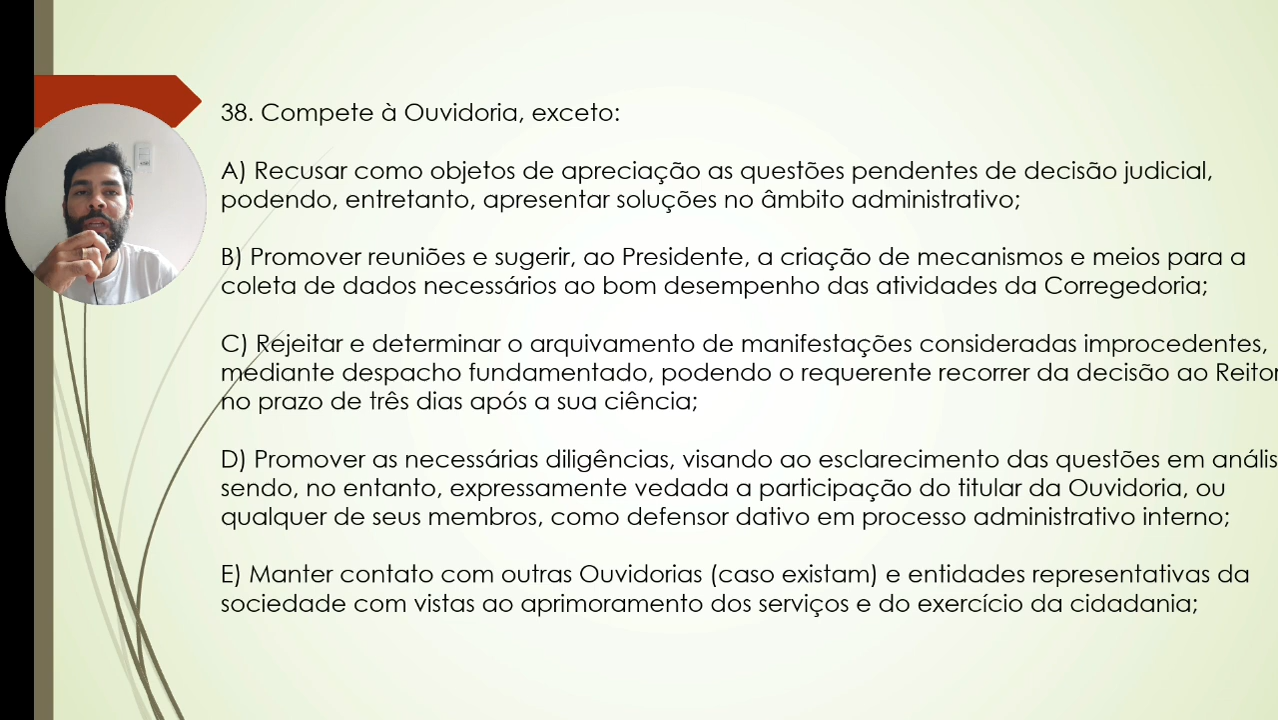 38. Compete à Ouvidoria, exceto:
A) Recusar como objetos de apreciação as questões pendentes de decisão judicial,
podendo, entretanto, apresentar soluções no âmbito administrativo;
B) Promover reuniões e sugerir, ao Presidente, a criação de mecanismos e meios para a
coleta de dados necessários ao bom desempenho das atividades da Corregedoria;
C) Rejeitar e determinar o arquivamento de manifestações consideradas improcedentes,
mediante despacho fundamentado, podendo o requerente recorrer da decisão ao Reitor
no prazo de três dias após a sua ciência;
D) Promover as necessárias diligências, visando ao esclarecimento das questões em anális
sendo, no entanto, expressamente vedada a participação do titular da Ouvidoria, ou
qualquer de seus membros, como defensor dativo em processo administrativo interno;
E) Manter contato com outras Ouvidorias (caso existam) e entidades representativas da
sociedade com vistas ao aprimoramento dos serviços e do exercício da cidadania;